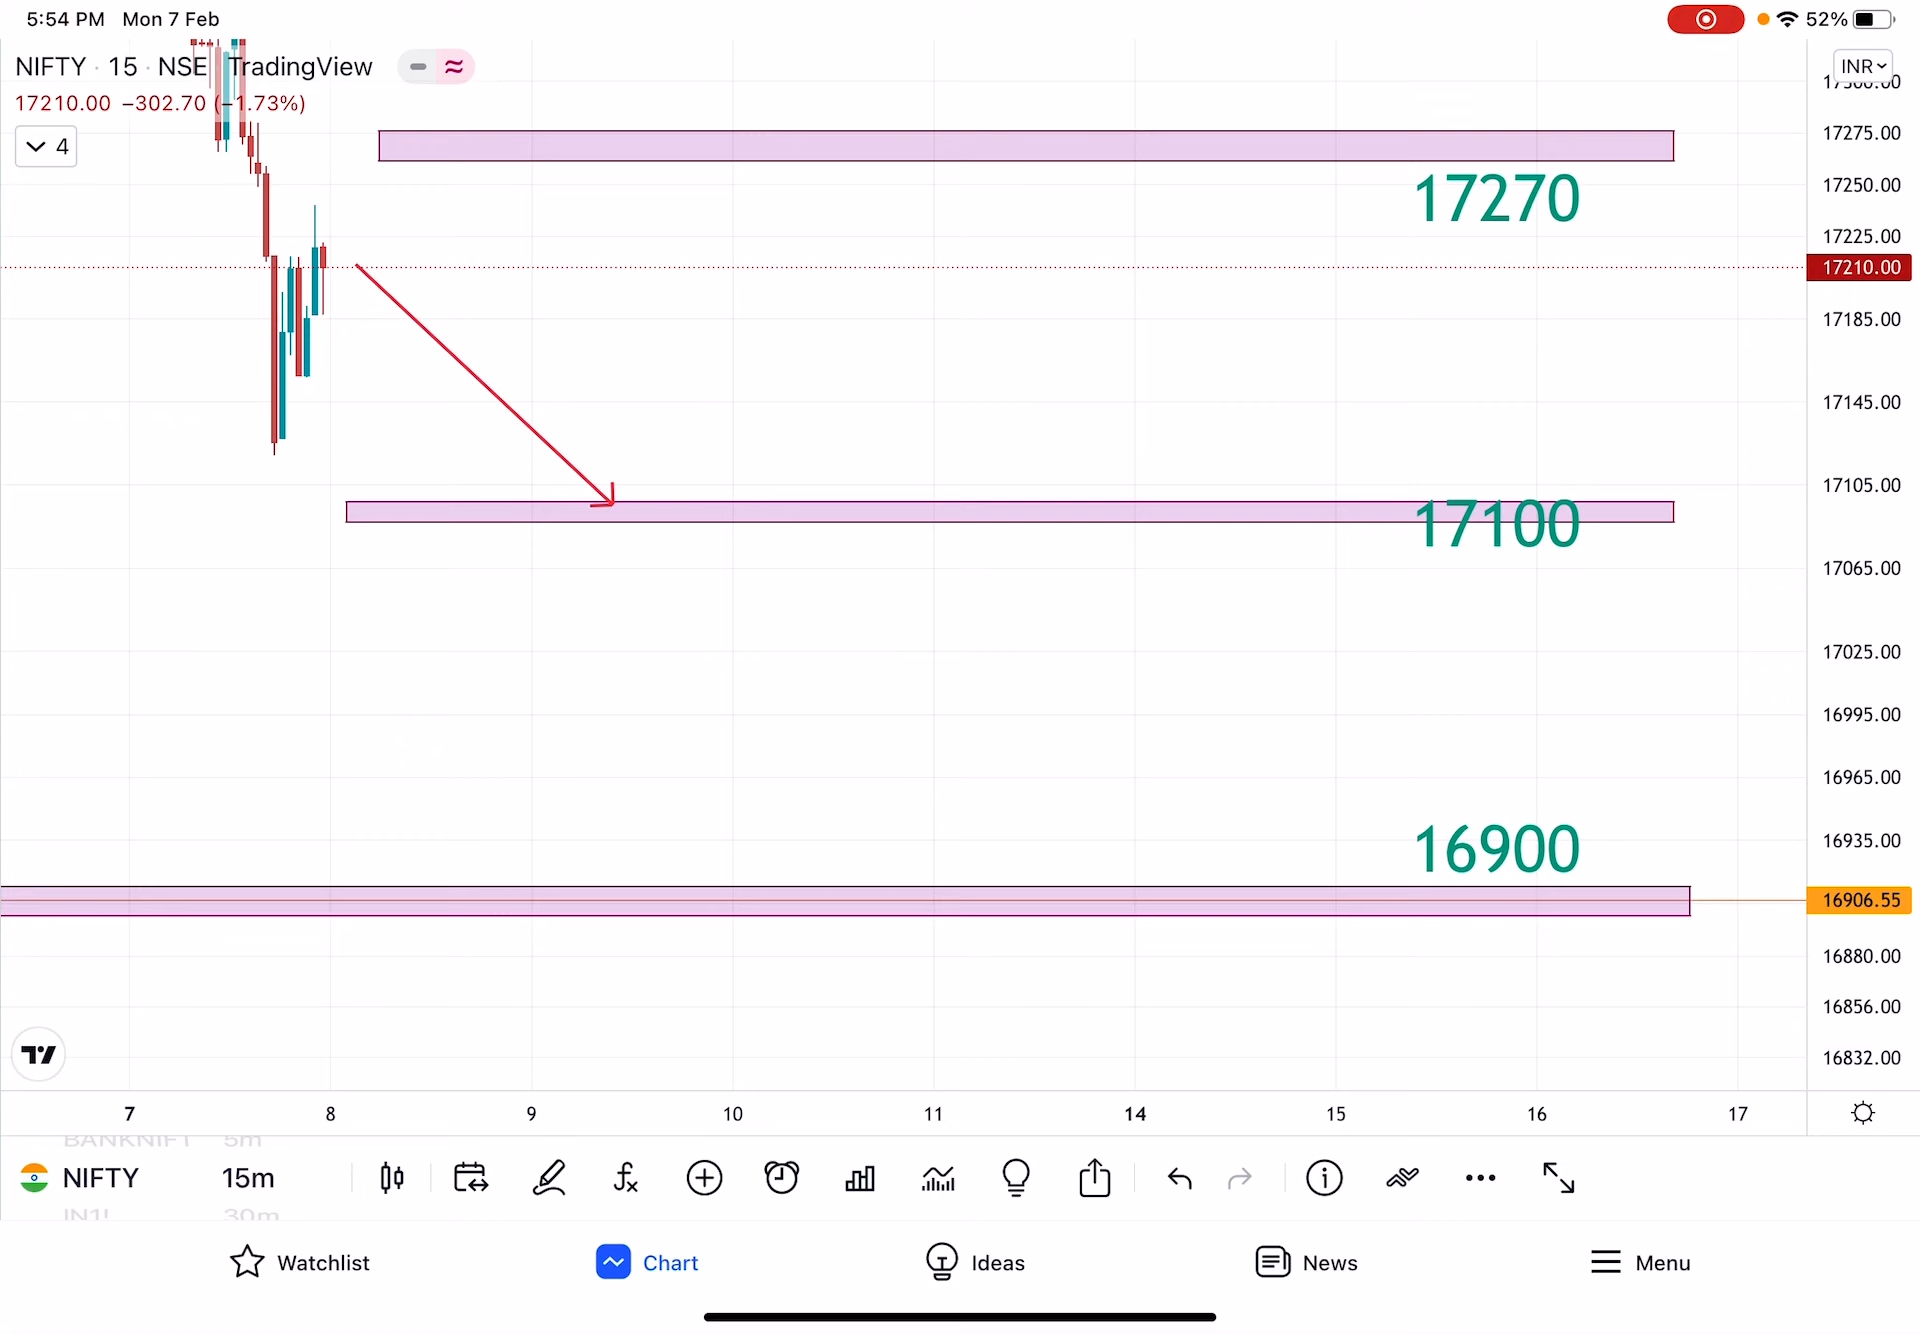 5:54 PM Mon 7 Feb
52%
NIFTY · 15 · NSE TradingView
INR
17300.00
17210.00 −302.70 (−1.73%)
17275.00
4
17250.00
17270
17225.00
17210.00
17185.00
17145.00
17105.00
17100
17065.00
17025.00
16995.00
16965.00
16935.00
16900
16906.55
16880.00
16856.00
16832.00
7 8 9 10 11 14 15 16 17
BANKNIFT 5m
NIFTY 15m
IN1! 30m
Watchlist Chart Ideas News Menu